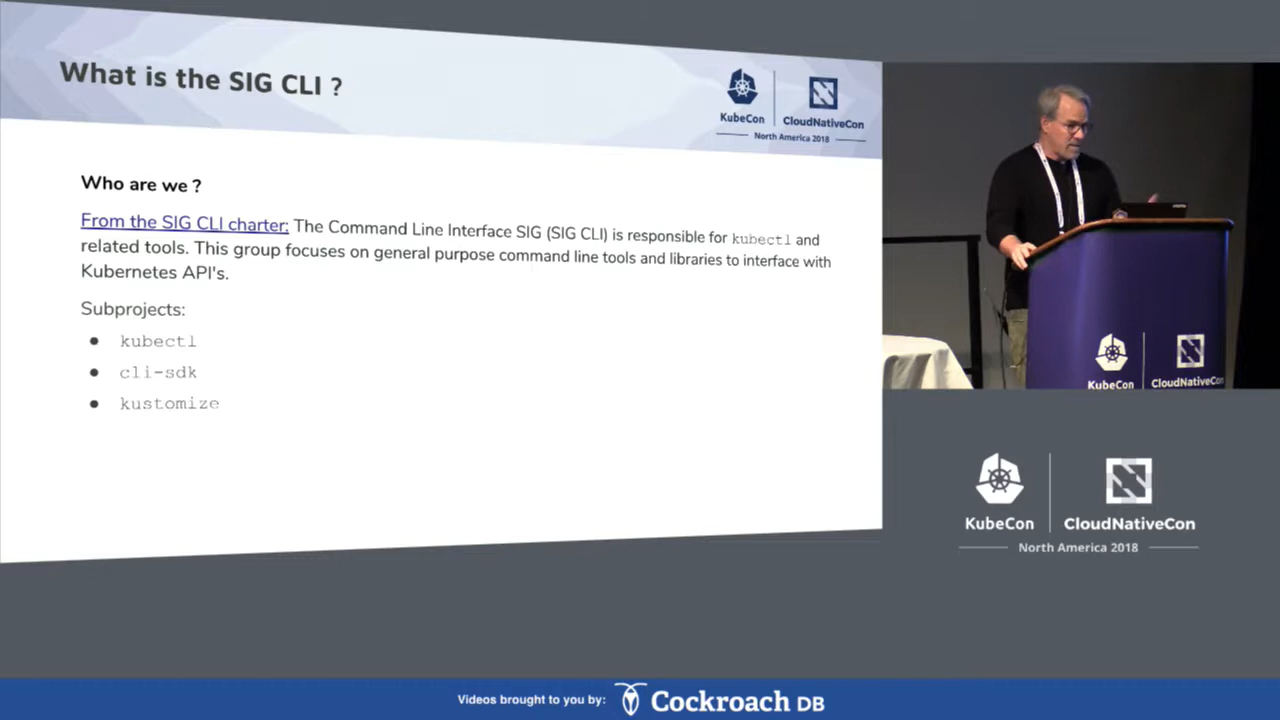 What is the SIG CLI ?
KubeCon
CloudNativeCon
North America 2018
Who are we ?
From the SIG CLI charter: The Command Line Interface SIG (SIG CLI) is responsible for kubectl and
related tools. This group focuses on general purpose command line tools and libraries to interface with
Kubernetes API's.
Subprojects:
● kubectl
● cli-sdk
● kustomize
KubeCon
CloudNativeCon
KubeCon
CloudNativeCon
North America 2018
Videos brought to you by:
Cockroach DB